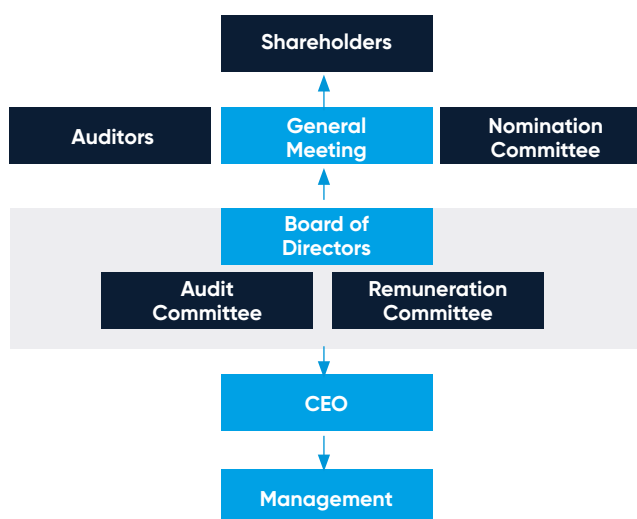 Shareholders
Auditors
General
Meeting
Nomination
Committee
Board of
Directors
Audit
Committee
Remuneration
Committee
CEO
Management